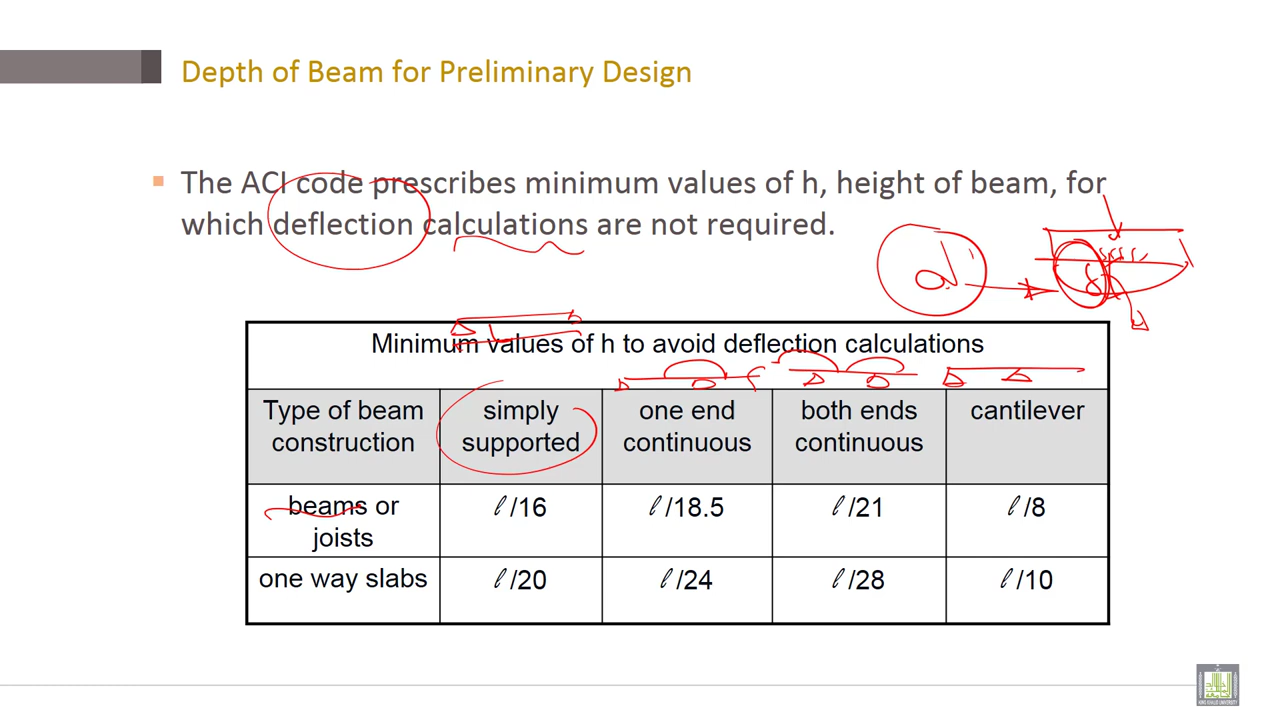 Depth of Beam for Preliminary Design
The ACI code prescribes minimum values of h, height of beam, for
which deflection calculations are not required.
d
δ
L
Minimum values of h to avoid deflection calculations
Type of beam construction simply supported one end continuous both ends continuous cantilever
beams or joists ℓ/16 ℓ/18.5 ℓ/21 ℓ/8
one way slabs ℓ/20 ℓ/24 ℓ/28 ℓ/10
KING KHALID UNIVERSITY